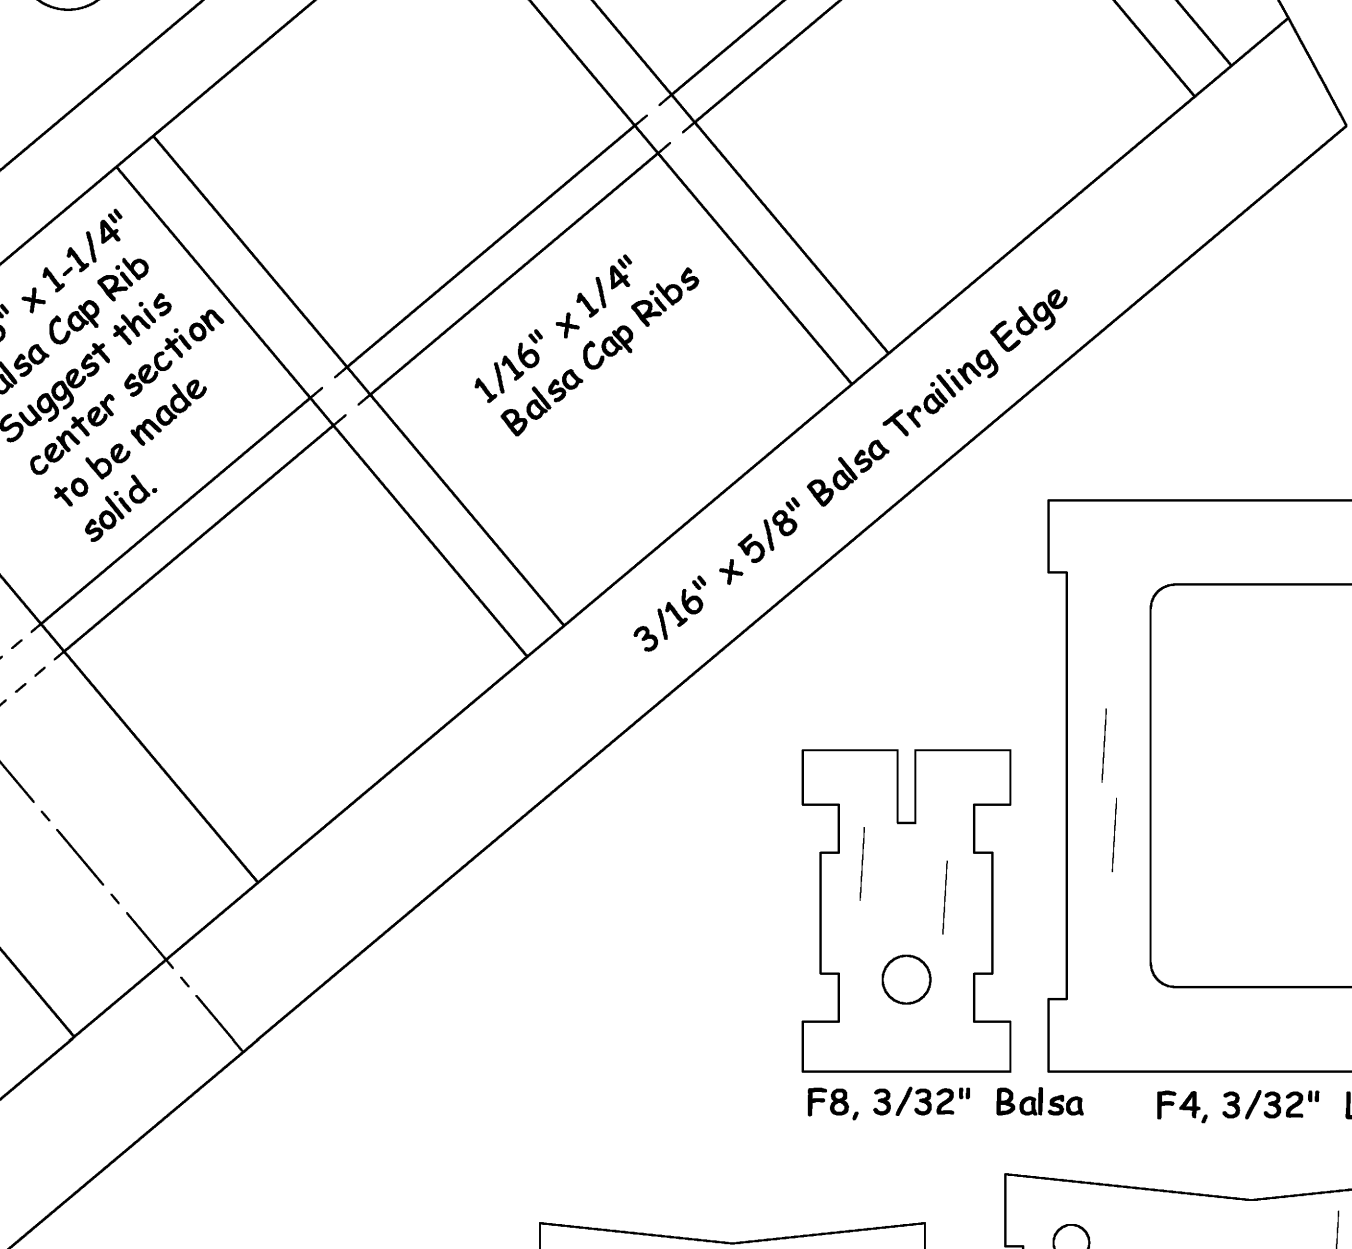 " x 1-1/4"
Cap Rib
Suggest this
center section
to be made
solid.
1/16" x 1/4"
Balsa Cap Ribs
3/16" x 5/8" Balsa Trailing Edge
F8, 3/32" Balsa
F4, 3/32"